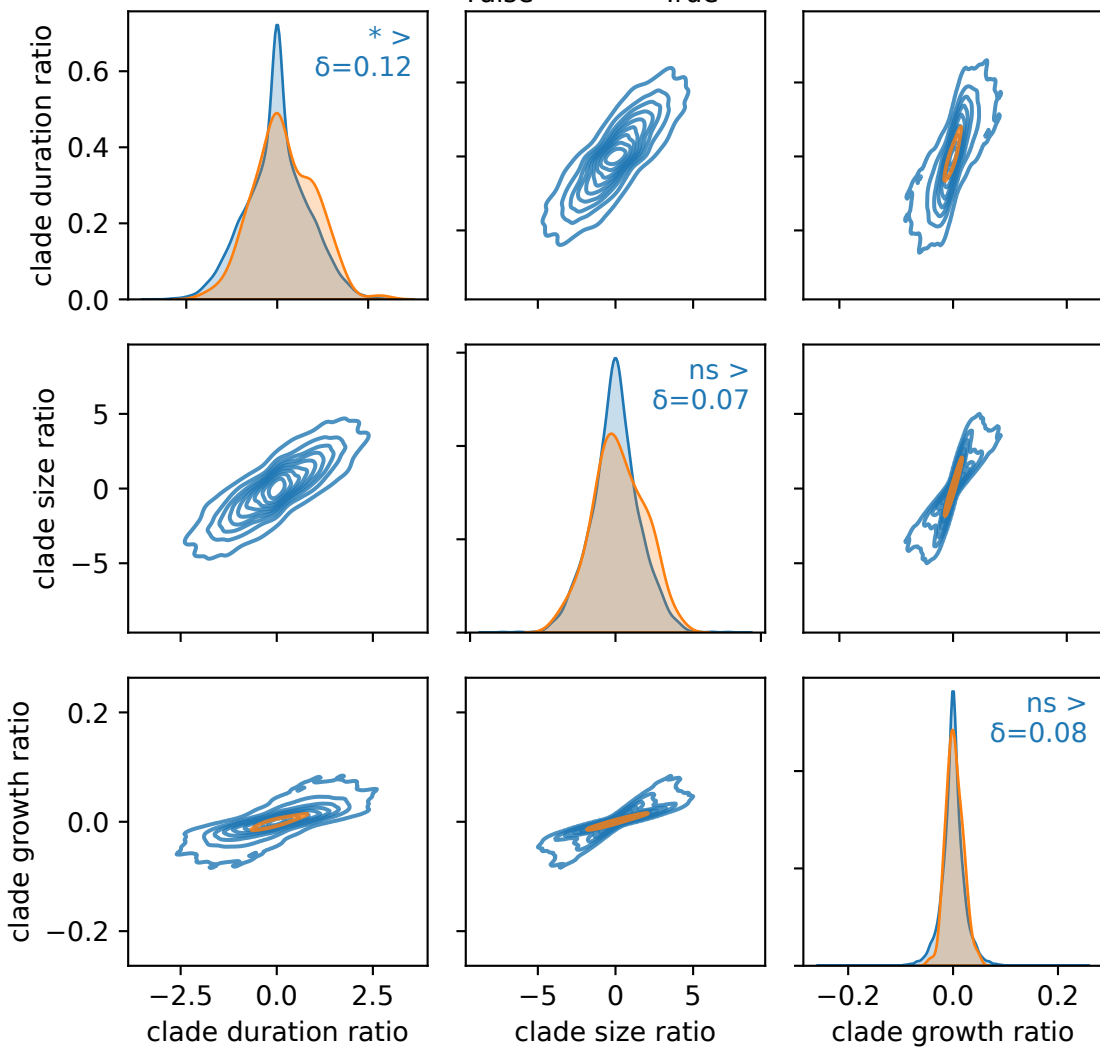 True
clade duration ratio
0.6
0.4
0.2
0.0
* >
δ=0.12
clade size ratio
5
0
−5
ns >
δ=0.07
clade growth ratio
0.2
0.0
−0.2
ns >
δ=0.08
−2.5
0.0
2.5
−5
0
5
−0.2
0.0
0.2
clade duration ratio
clade size ratio
clade growth ratio